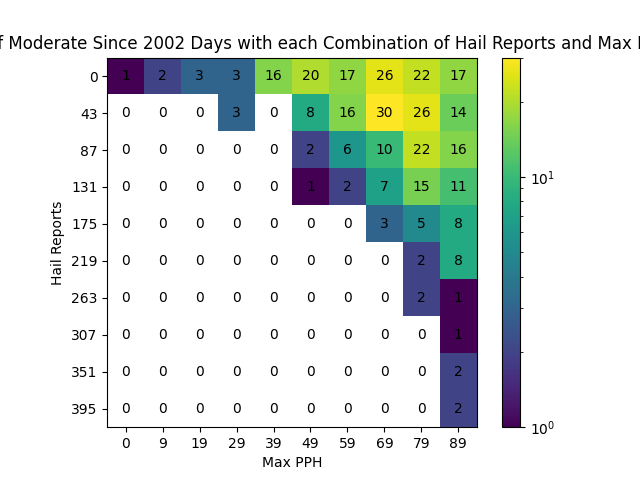 f Moderate Since 2002 Days with each Combination of Hail Reports and Max
0 1 2 3 3 16 20 17 26 22 17
43 0 0 0 3 0 8 16 30 26 14
87 0 0 0 0 0 2 6 10 22 16
131 0 0 0 0 0 1 2 7 15 11
175 0 0 0 0 0 0 0 3 5 8
219 0 0 0 0 0 0 0 0 2 8
263 0 0 0 0 0 0 0 0 2 1
307 0 0 0 0 0 0 0 0 0 1
351 0 0 0 0 0 0 0 0 0 2
395 0 0 0 0 0 0 0 0 0 2
0 9 19 29 39 49 59 69 79 89
Max PPH
Hail Reports
10¹
10⁰